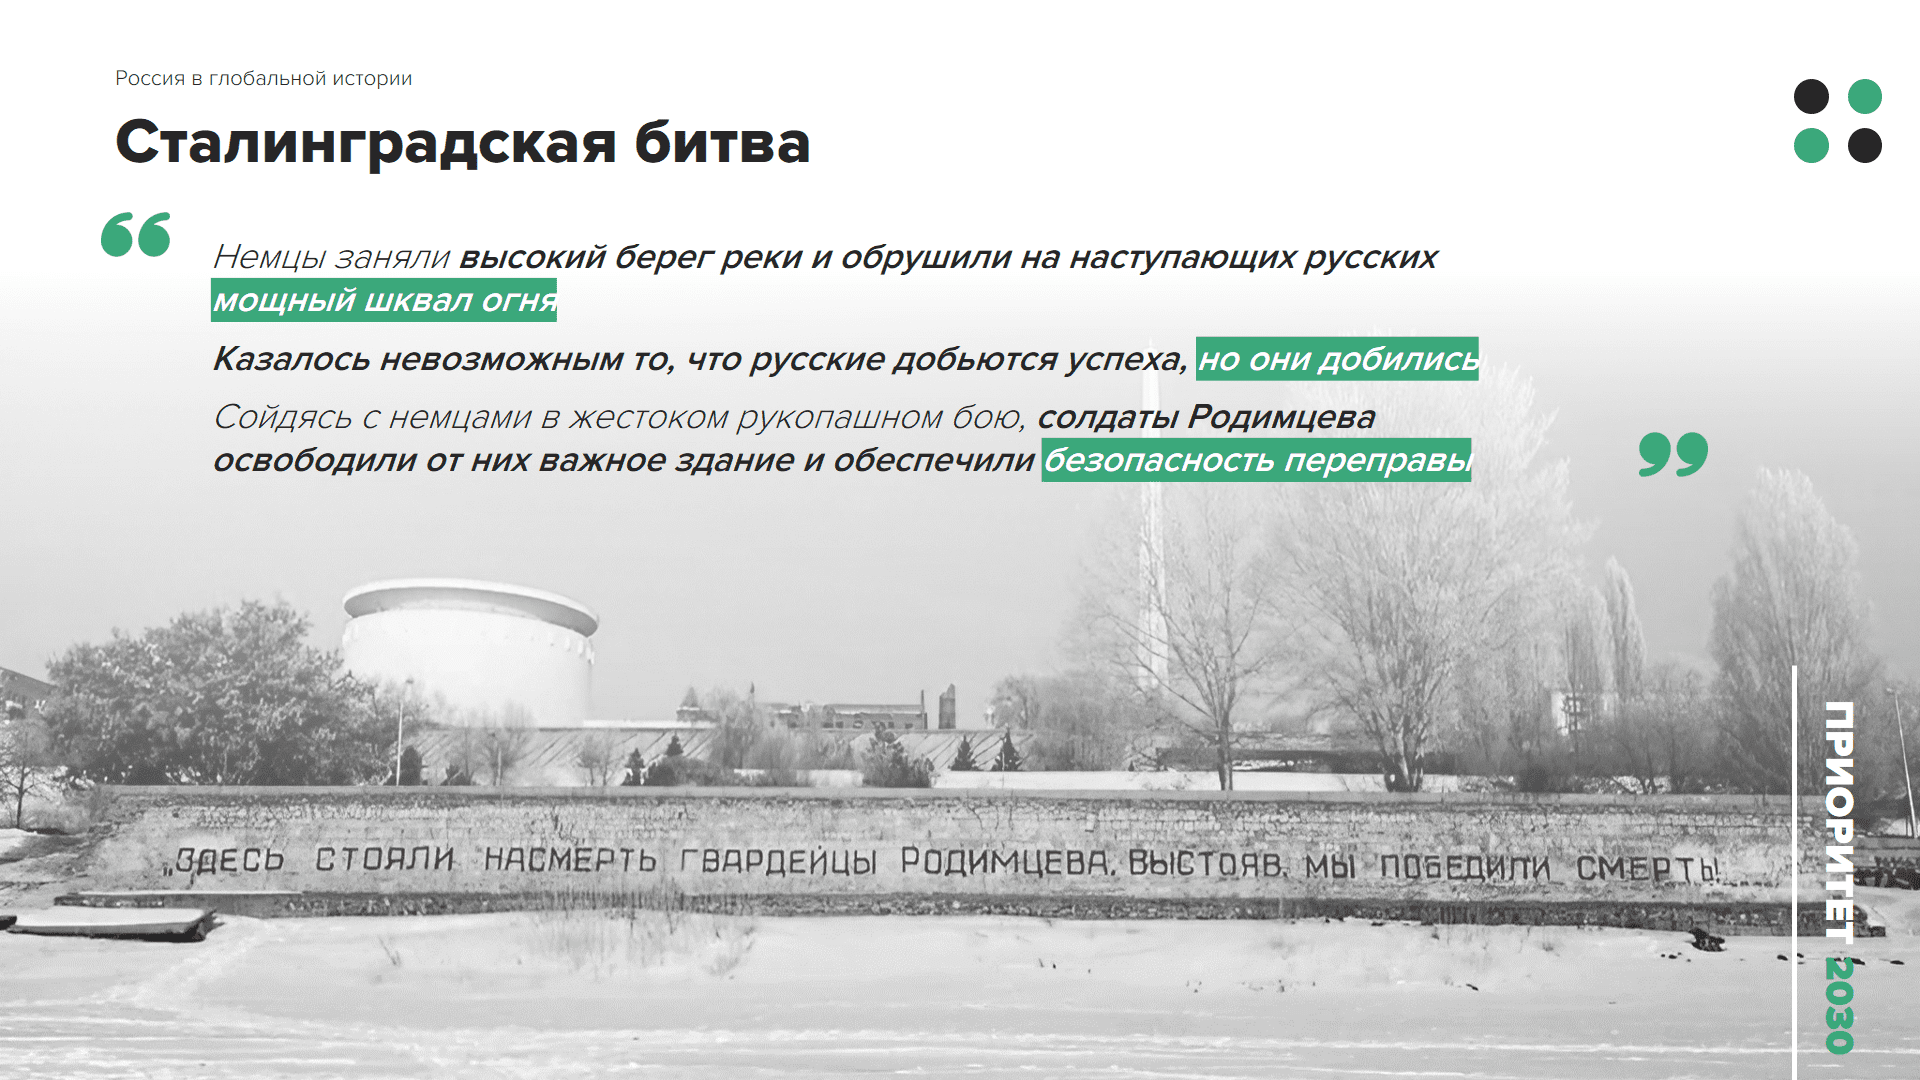 Россия в глобальной истории
Сталинградская битва
“
Немцы заняли высокий берег реки и обрушили на наступающих русских
мощный шквал огня
Казалось невозможным то, что русские добьются успеха, но они добились
Сойдясь с немцами в жестоком рукопашном бою, солдаты Родимцева
освободили от них важное здание и обеспечили безопасность переправы
”
„ЗДЕСЬ СТОЯЛИ НАСМЕРТЬ ГВАРДЕЙЦЫ РОДИМЦЕВА. ВЫСТОЯВ, МЫ ПОБЕДИЛИ СМЕРТЬ!
ПРИОРИТЕТ 2030